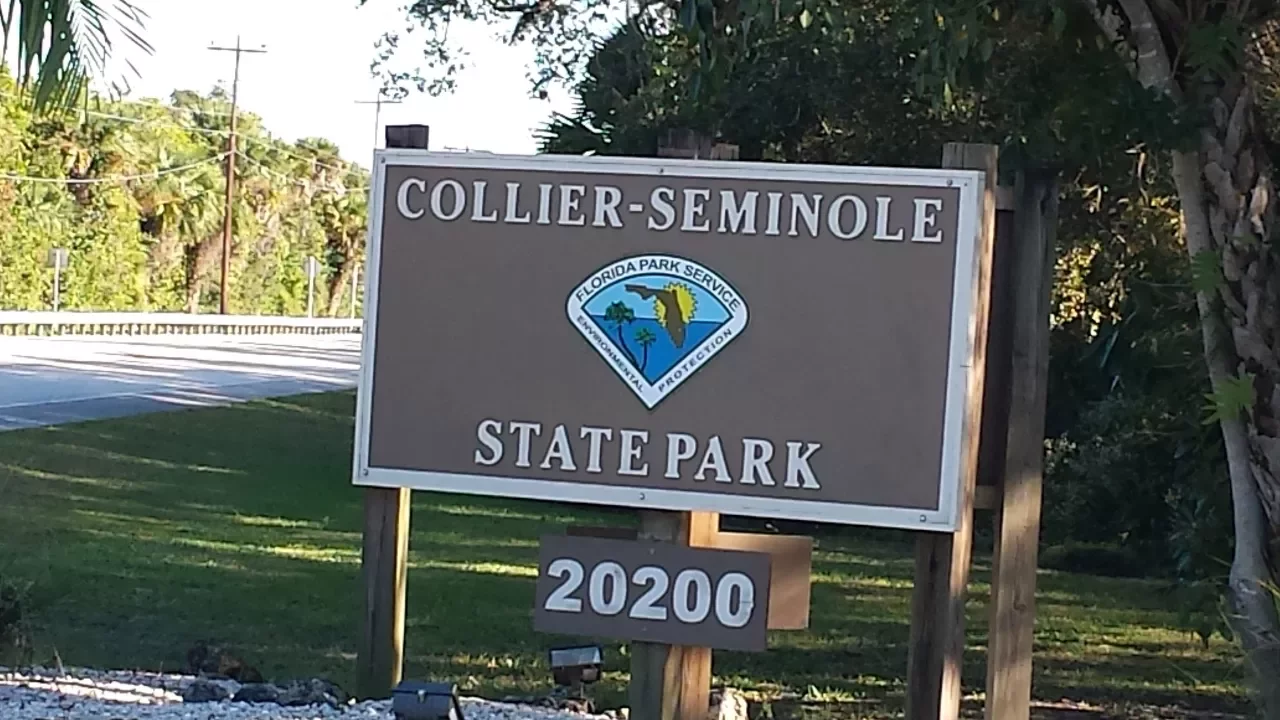 COLLIER-SEMINOLE
FLORIDA PARK SERVICE
ENVIRONMENTAL PROTECTION
STATE PARK
20200